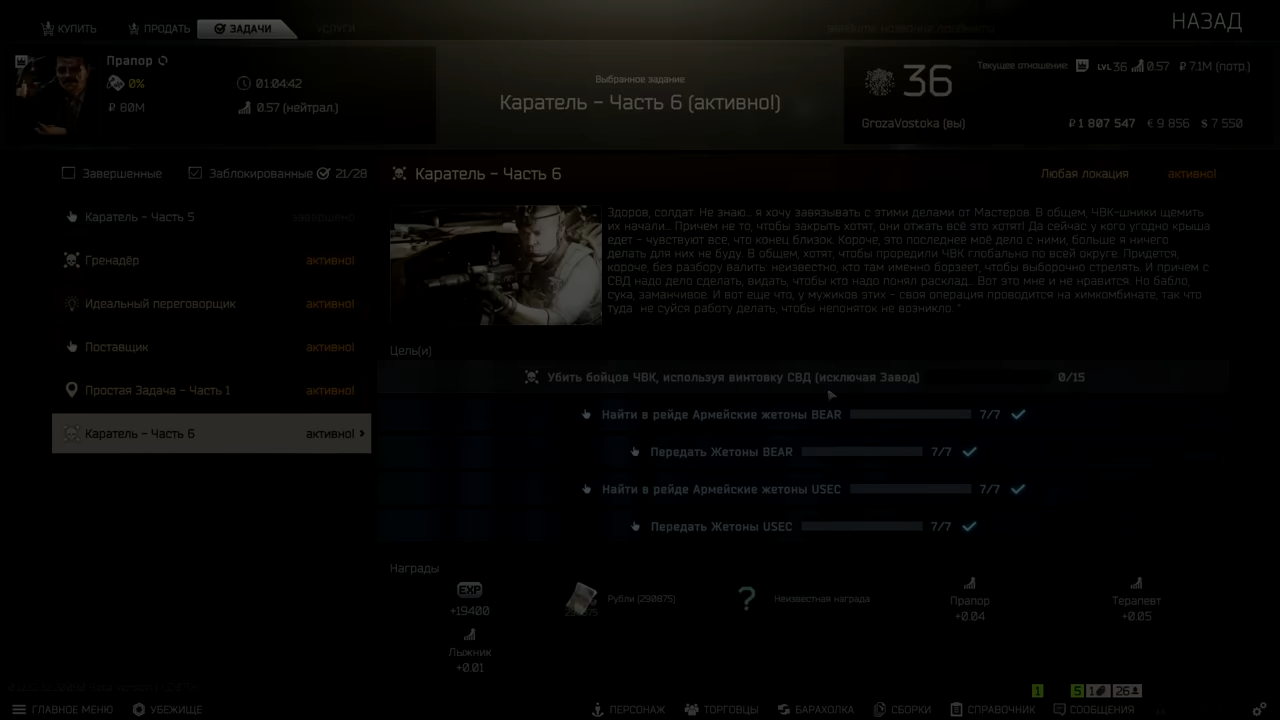 КУПИТЬ
ПРОДАТЬ
ЗАДАЧИ
УСЛУГИ
НАЗАД
Прапор
0%
01:04:42
₽ 80M
0.57 (нейтрал.)
Выбранное задание
Каратель – Часть 6 (активно!)
36
Текущее отношение:
LVL 36
0.57
₽ 7.1M (потр.)
GrozaVostoka (вы)
₽ 1 807 547 € 9 856 $ 7 550
Завершенные
Заблокированные
21/28
Каратель – Часть 5 завершено
Гренадёр активно!
Идеальный переговорщик активно!
Поставщик активно!
Простая Задача – Часть 1 активно!
Каратель – Часть 6 активно!
Каратель – Часть 6
Любая локация
активно!
Здоров, солдат. Не знаю... я хочу завязывать с этими делами от Мастеров. В общем, ЧВК-шники щемить
их начали... Причем не то, чтобы закрыть хотят, они отжать всё это хотят! Да сейчас у кого угодно крыша
едет - чувствуют все, что конец близок. Короче, это последнее моё дело с ними, больше я ничего
делать для них не буду. В общем, хотят, чтобы проредили ЧВК глобально по всей округе. Придется,
короче, без разбору валить: неизвестно, кто там именно борзеет, чтобы выборочно стрелять. И причем с
СВД надо дело сделать, видать, чтобы кто надо понял расклад... Вот это мне и не нравится. Но бабло,
сука, заманчивое. И вот еще что, у мужиков этих - своя операция проводится на химкомбинате, так что
туда не суйся работу делать, чтобы непоняток не возникло. "
Цель(и)
Убить бойцов ЧВК, используя винтовку СВД (исключая Завод) 0/15
Найти в рейде Армейские жетоны BEAR 7/7
Передать Жетоны BEAR 7/7
Найти в рейде Армейские жетоны USEC 7/7
Передать Жетоны USEC 7/7
Награды
EXP
+19400
Рубли (290675)
?
Неизвестная награда
Прапор
+0.04
Терапевт
+0.05
Лыжник
+0.01
1
5
1
26
ГЛАВНОЕ МЕНЮ
УБЕЖИЩЕ
ПЕРСОНАЖ
ТОРГОВЦЫ
БАРАХОЛКА
СБОРКИ
СПРАВОЧНИК
СООБЩЕНИЯ